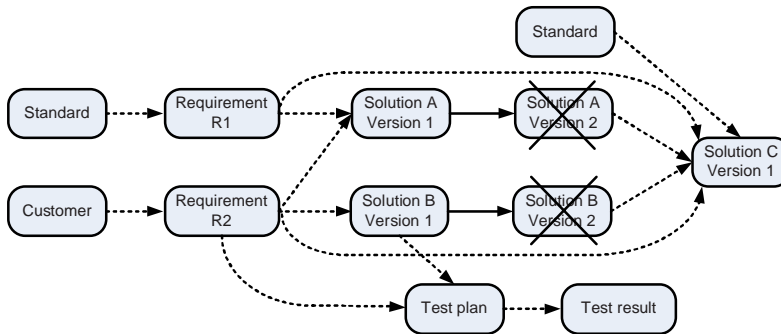 Standard
Standard
Requirement
R1
Solution A
Version 1
Solution A
Version 2
Solution C
Version 1
Customer
Requirement
R2
Solution B
Version 1
Solution B
Version 2
Test plan
Test result